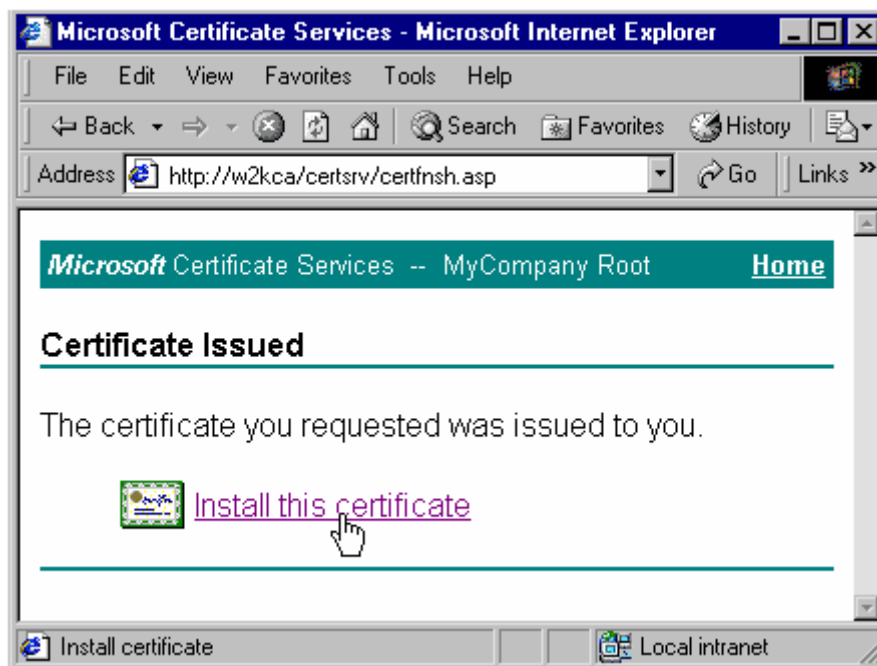 Microsoft Certificate Services - Microsoft Internet Explorer
File Edit View Favorites Tools Help
Back Search Favorites History
Address http://w2kca/certsrv/certfnsh.asp Go Links »
Microsoft Certificate Services -- MyCompany Root Home
Certificate Issued
The certificate you requested was issued to you.
Install this certificate
Install certificate Local intranet